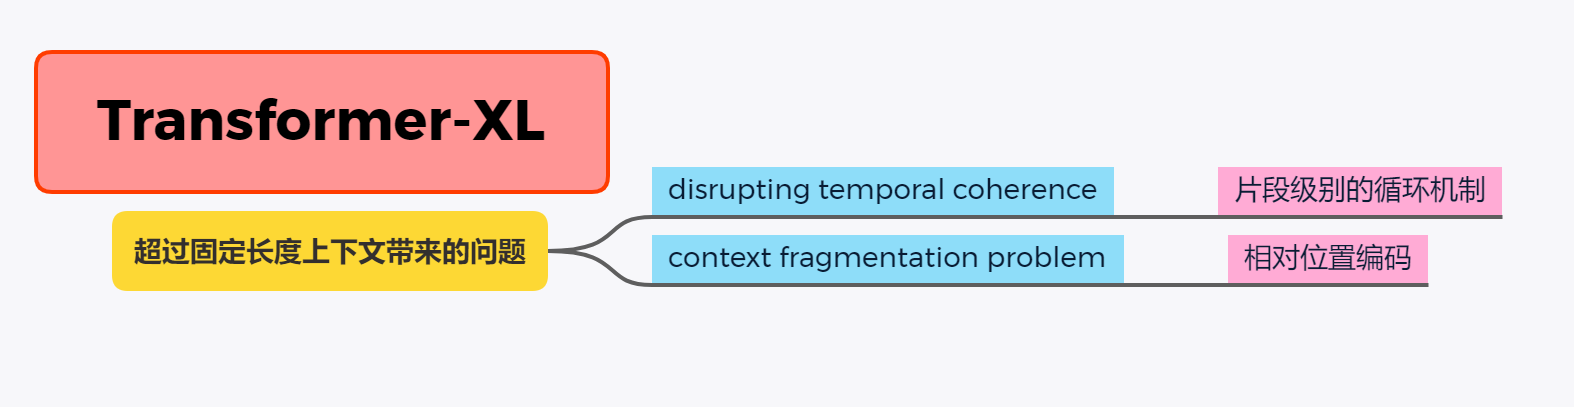 Transformer-XL
超过固定长度上下文带来的问题
disrupting temporal coherence
片段级别的循环机制
context fragmentation problem
相对位置编码